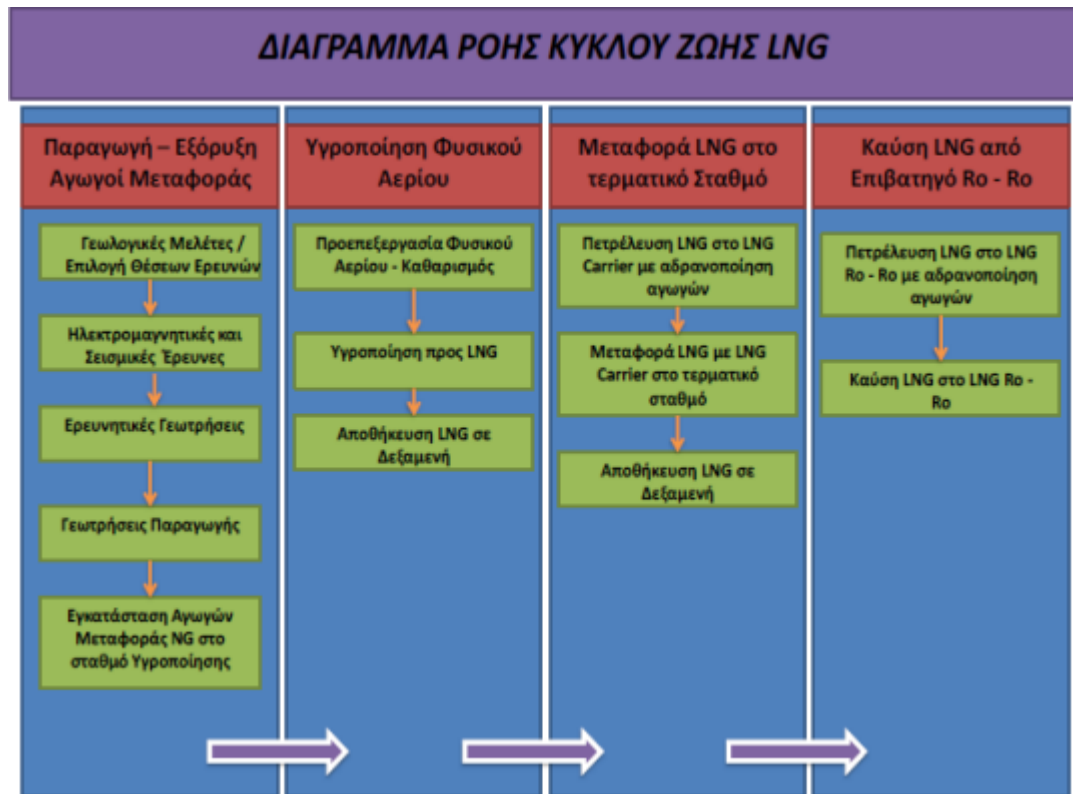 ΔΙΑΓΡΑΜΜΑ ΡΟΗΣ ΚΥΚΛΟΥ ΖΩΗΣ LNG
Παραγωγή – Εξόρυξη
Αγωγοί Μεταφοράς
Γεωλογικές Μελέτες /
Επιλογή Θέσεων Ερευνών
Ηλεκτρομαγνητικές και
Σεισμικές Έρευνες
Ερευνητικές Γεωτρήσεις
Γεωτρήσεις Παραγωγής
Εγκατάσταση Αγωγών
Μεταφοράς NG στο
σταθμό Υγροποίησης
Υγροποίηση Φυσικού
Αερίου
Προεπεξεργασία Φυσικού
Αερίου - Καθαρισμός
Υγροποίηση προς LNG
Αποθήκευση LNG σε
Δεξαμενή
Μεταφορά LNG στο
τερματικό Σταθμό
Πετρέλευση LNG στο LNG
Carrier με αδρανοποίηση
αγωγών
Μεταφορά LNG με LNG
Carrier στο τερματικό
σταθμό
Αποθήκευση LNG σε
Δεξαμενή
Καύση LNG από
Επιβατηγό Ro - Ro
Πετρέλευση LNG στο LNG
Ro - Ro με αδρανοποίηση
αγωγών
Καύση LNG στο LNG Ro -
Ro